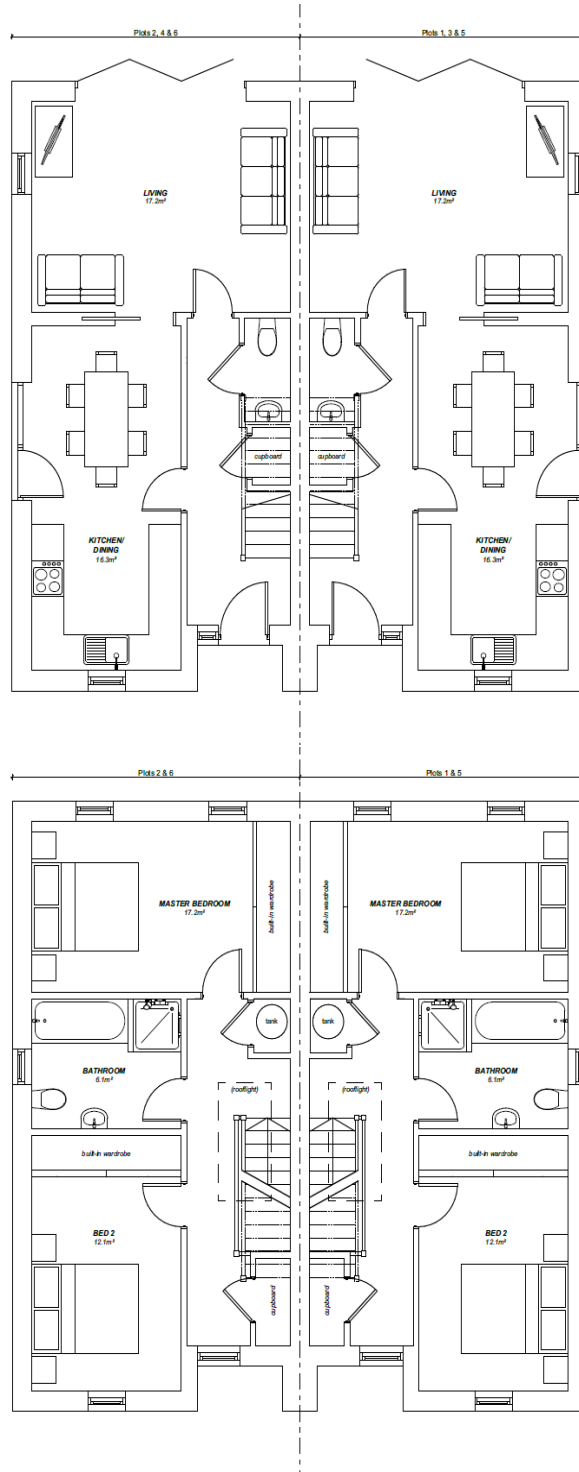 Plots 2, 4 & 6
Plots 1, 3 & 5
LIVING
17.2m²
LIVING
17.2m²
cupboard
cupboard
KITCHEN/
DINING
16.3m²
KITCHEN/
DINING
16.3m²
Plots 2 & 6
Plots 1 & 5
MASTER BEDROOM
17.2m²
built-in wardrobe
built-in wardrobe
MASTER BEDROOM
17.2m²
tank
tank
BATHROOM
6.1m²
BATHROOM
6.1m²
(rooflight)
(rooflight)
built-in wardrobe
built-in wardrobe
BED 2
12.1m²
BED 2
12.1m²
cupboard
cupboard